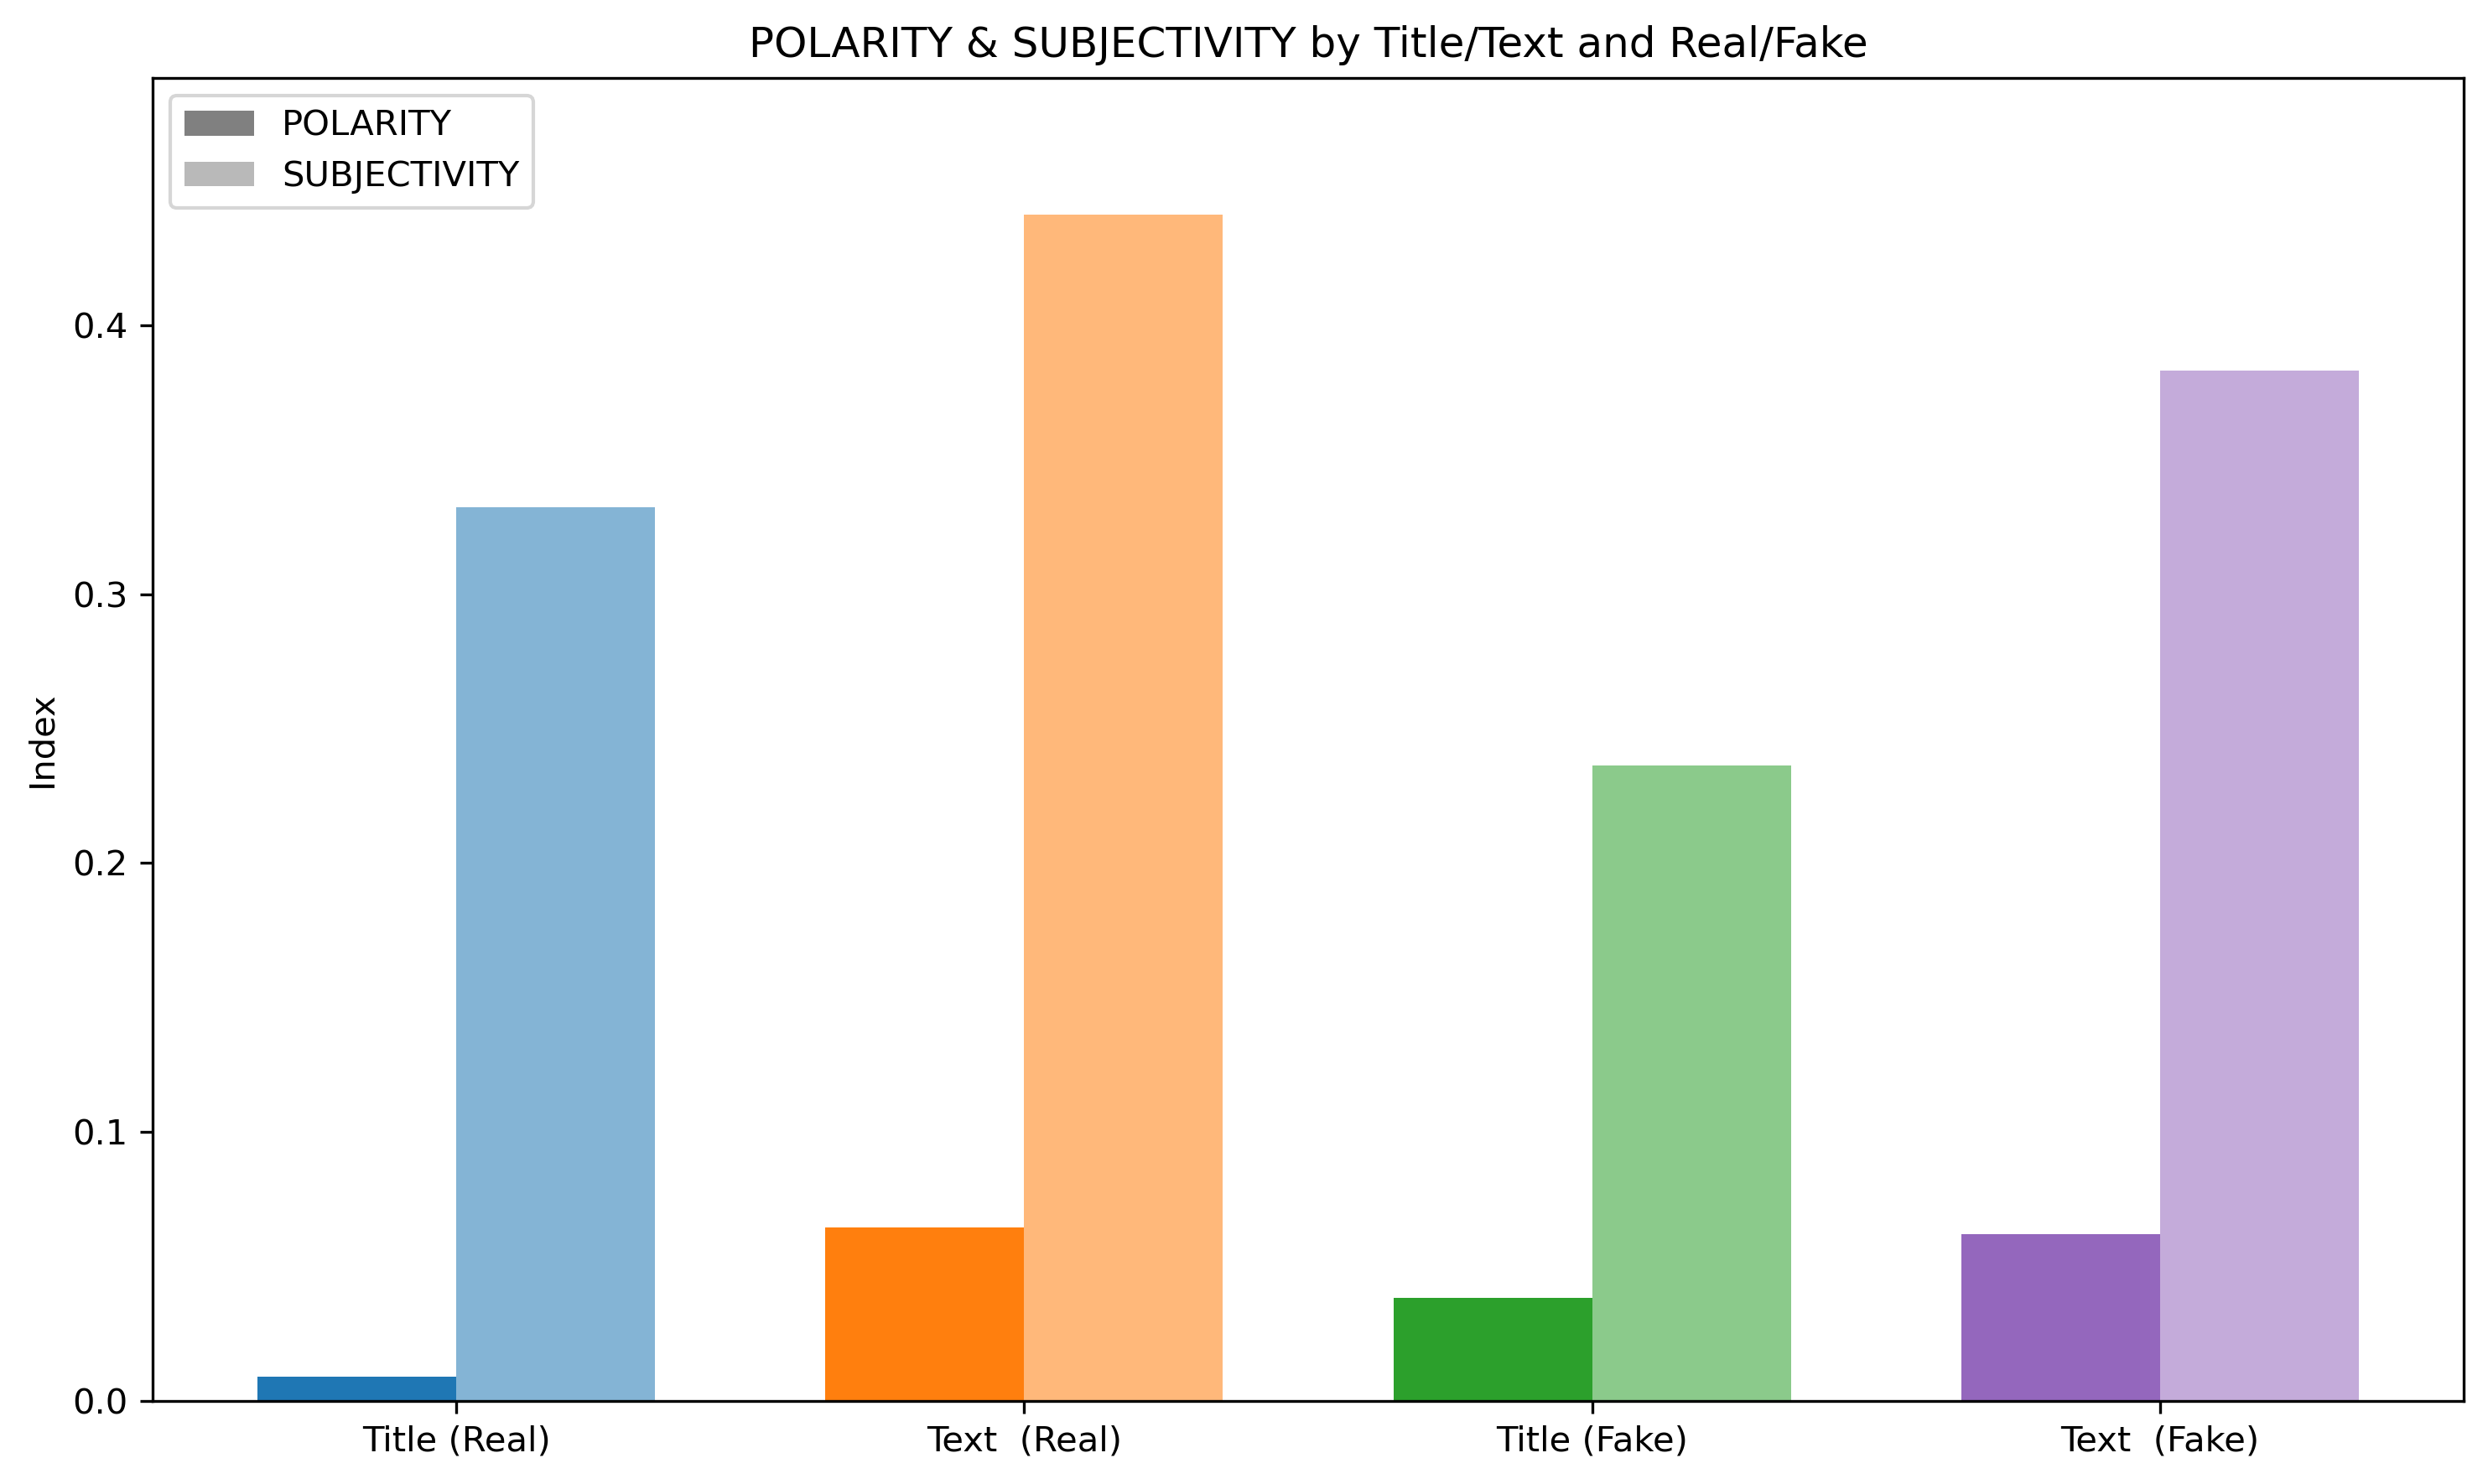 POLARITY & SUBJECTIVITY by Title/Text and Real/Fake
POLARITY
SUBJECTIVITY
Index
0.4
0.3
0.2
0.1
0.0
Title (Real)
Text  (Real)
Title (Fake)
Text  (Fake)